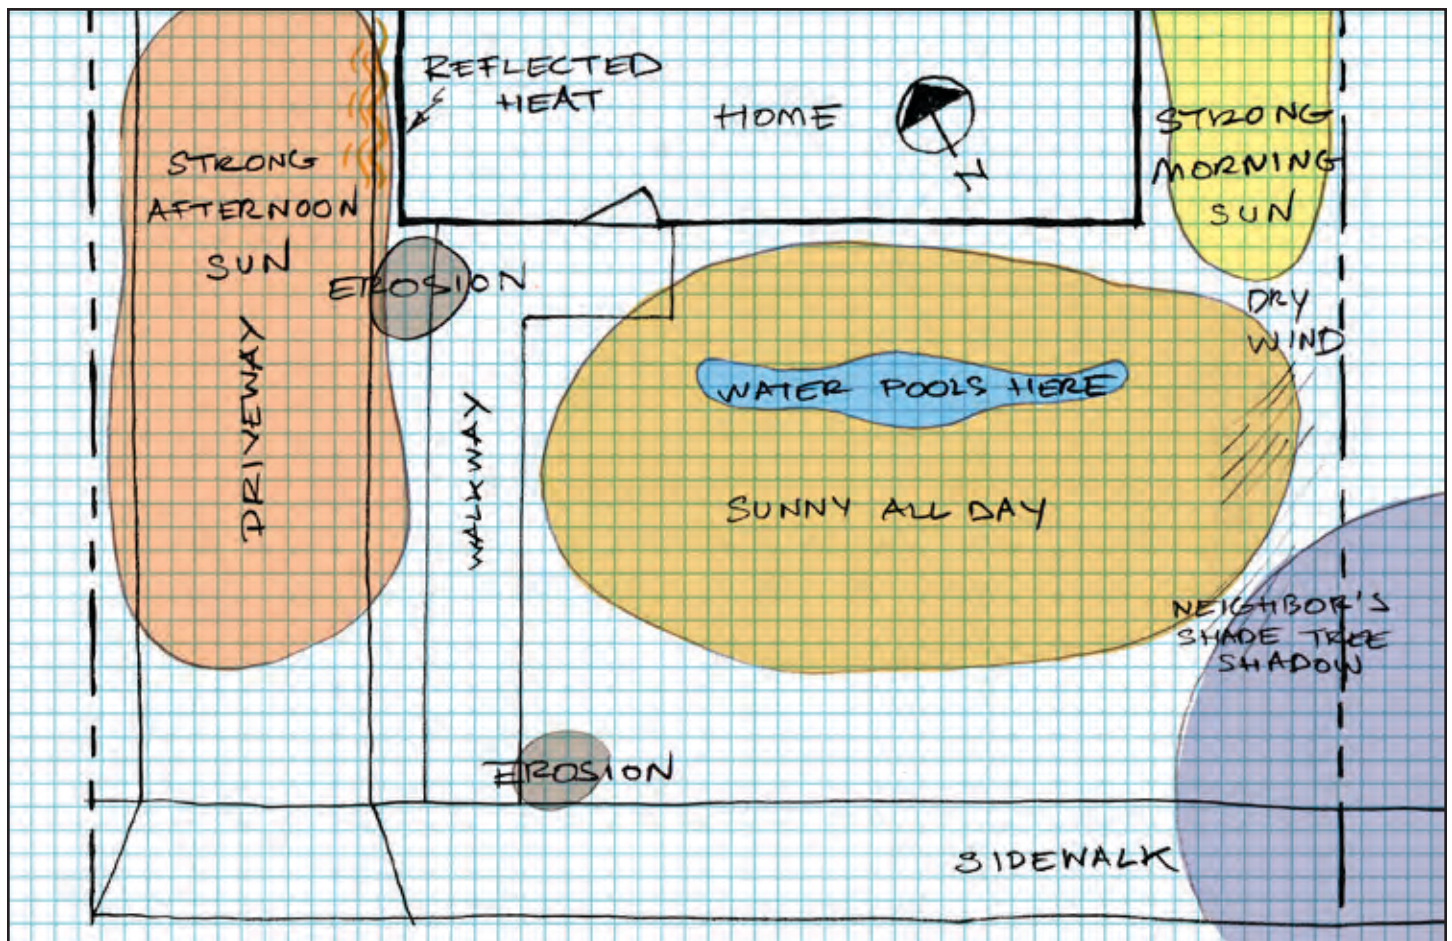 REFLECTED
HEAT
HOME
N
STRONG
AFTERNOON
SUN
STRONG
MORNING
SUN
EROSION
DRY
WIND
DRIVEWAY
WALKWAY
WATER POOLS HERE
SUNNY ALL DAY
NEIGHBOR'S
SHADE TREE
SHADOW
EROSION
SIDEWALK